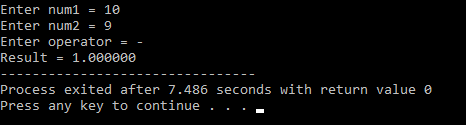 Enter num1 = 10
Enter num2 = 9
Enter operator = -
Result = 1.000000
--------------------------------
Process exited after 7.486 seconds with return value 0
Press any key to continue . . .